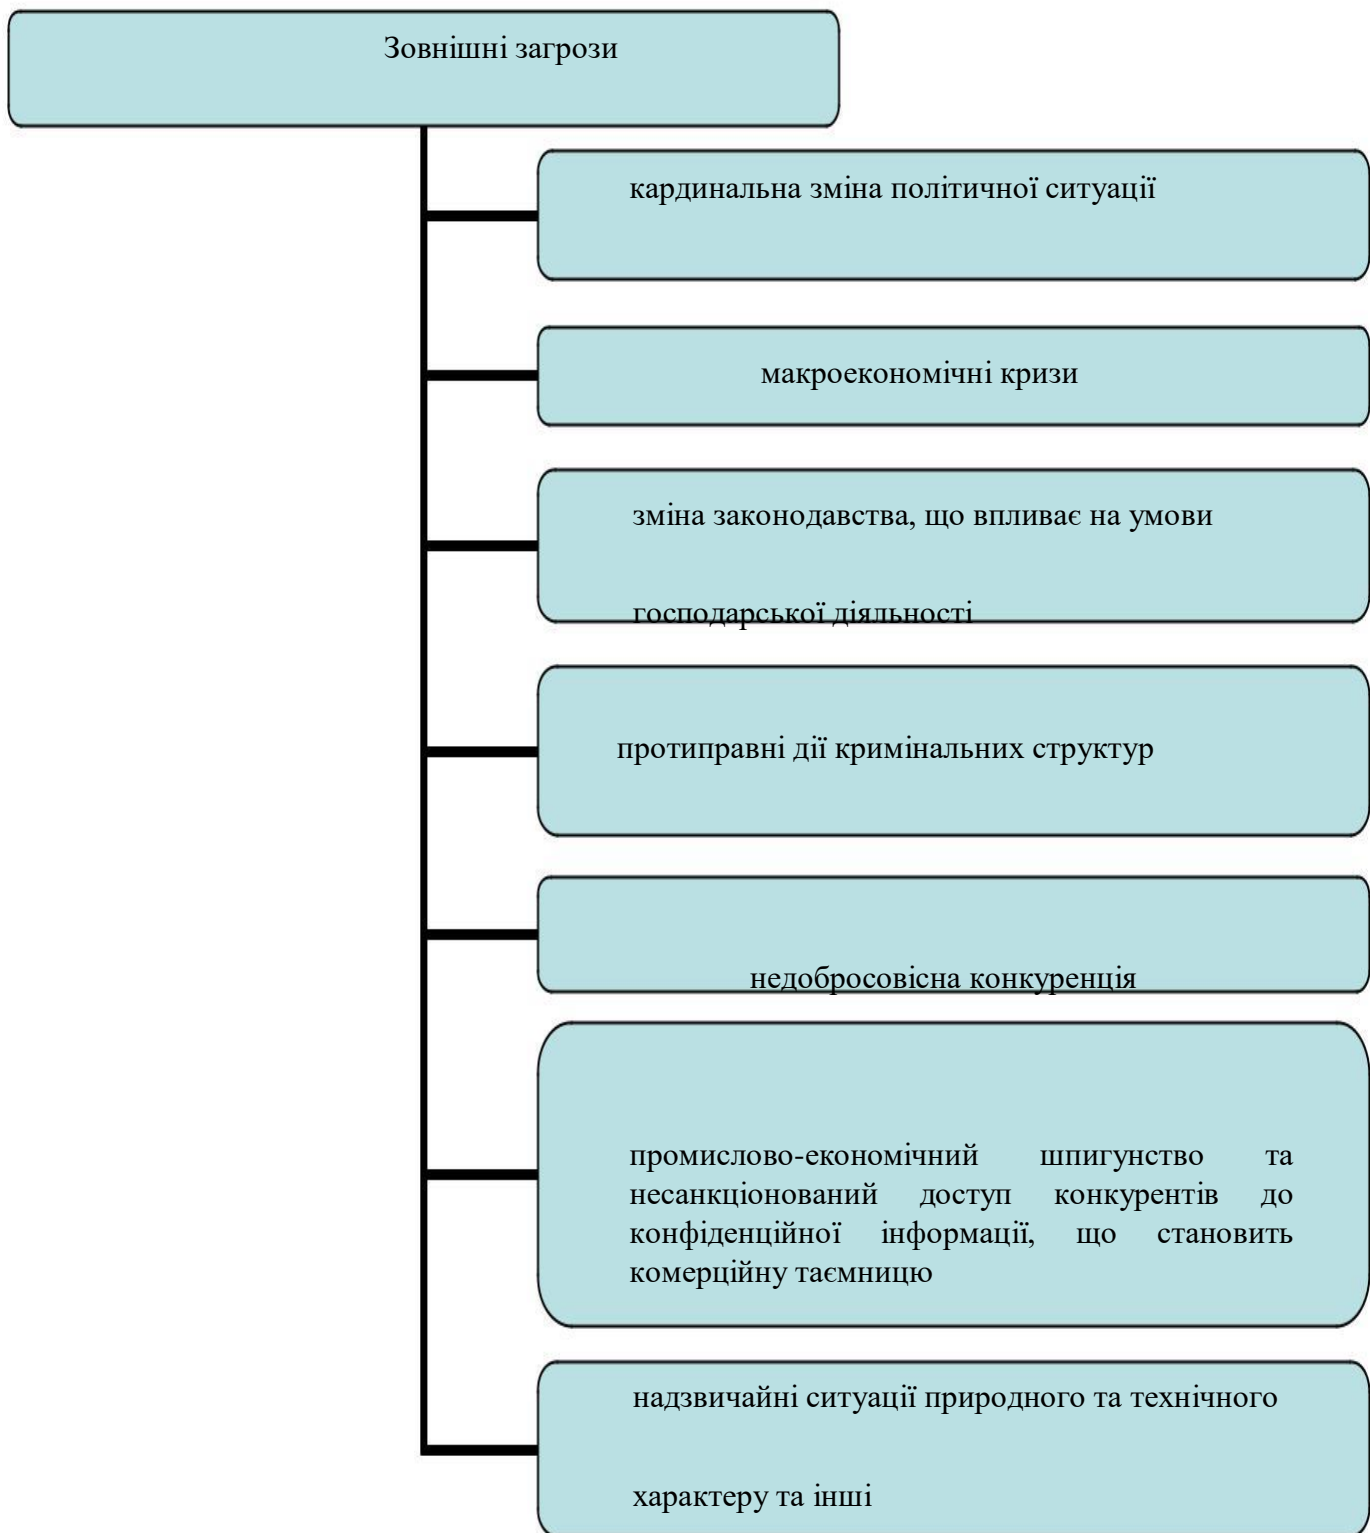 Зовнішні загрози
кардинальна зміна політичної ситуації
макроекономічні кризи
зміна законодавства, що впливає на умови
господарської діяльності
протиправні дії кримінальних структур
недобросовісна конкуренція
промислово-економічний шпигунство та
несанкціонований доступ конкурентів до
конфіденційної інформації, що становить
комерційну таємницю
надзвичайні ситуації природного та технічного
характеру та інші